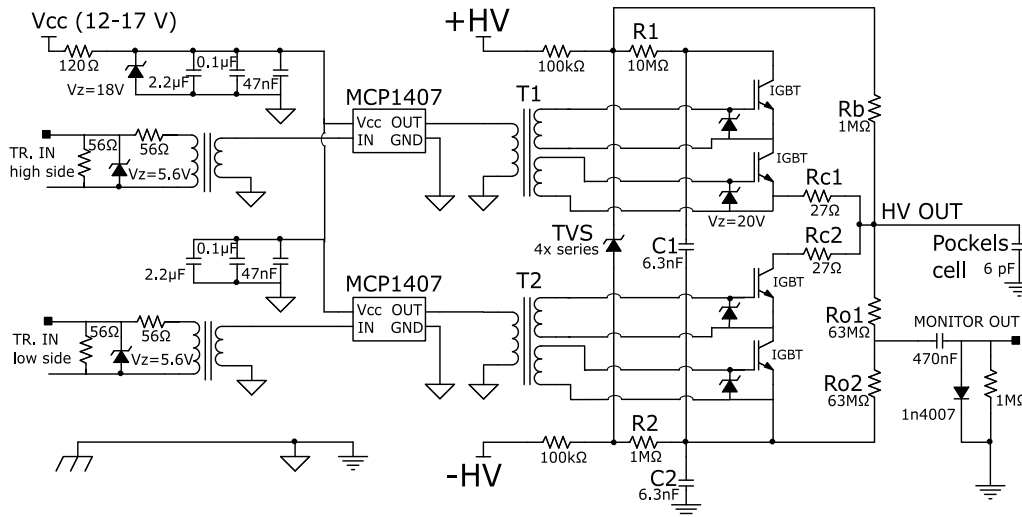 Vcc (12-17 V)
120Ω
Vz=18V
2.2µF
0.1µF
47nF
+HV
100kΩ
R1
10MΩ
MCP1407
Vcc OUT
IN GND
T1
IGBT
Rb
1MΩ
TR. IN
high side
56Ω
56Ω
Vz=5.6V
IGBT
Vz=20V
Rc1
27Ω
HV OUT
TVS
4x series
C1
6.3nF
Rc2
27Ω
Pockels
cell
6 pF
0.1µF
2.2µF
47nF
MCP1407
Vcc OUT
IN GND
T2
IGBT
TR. IN
low side
56Ω
56Ω
Vz=5.6V
IGBT
Ro1
63MΩ
MONITOR OUT
470nF
Ro2
63MΩ
1n4007
1MΩ
-HV
100kΩ
R2
1MΩ
C2
6.3nF